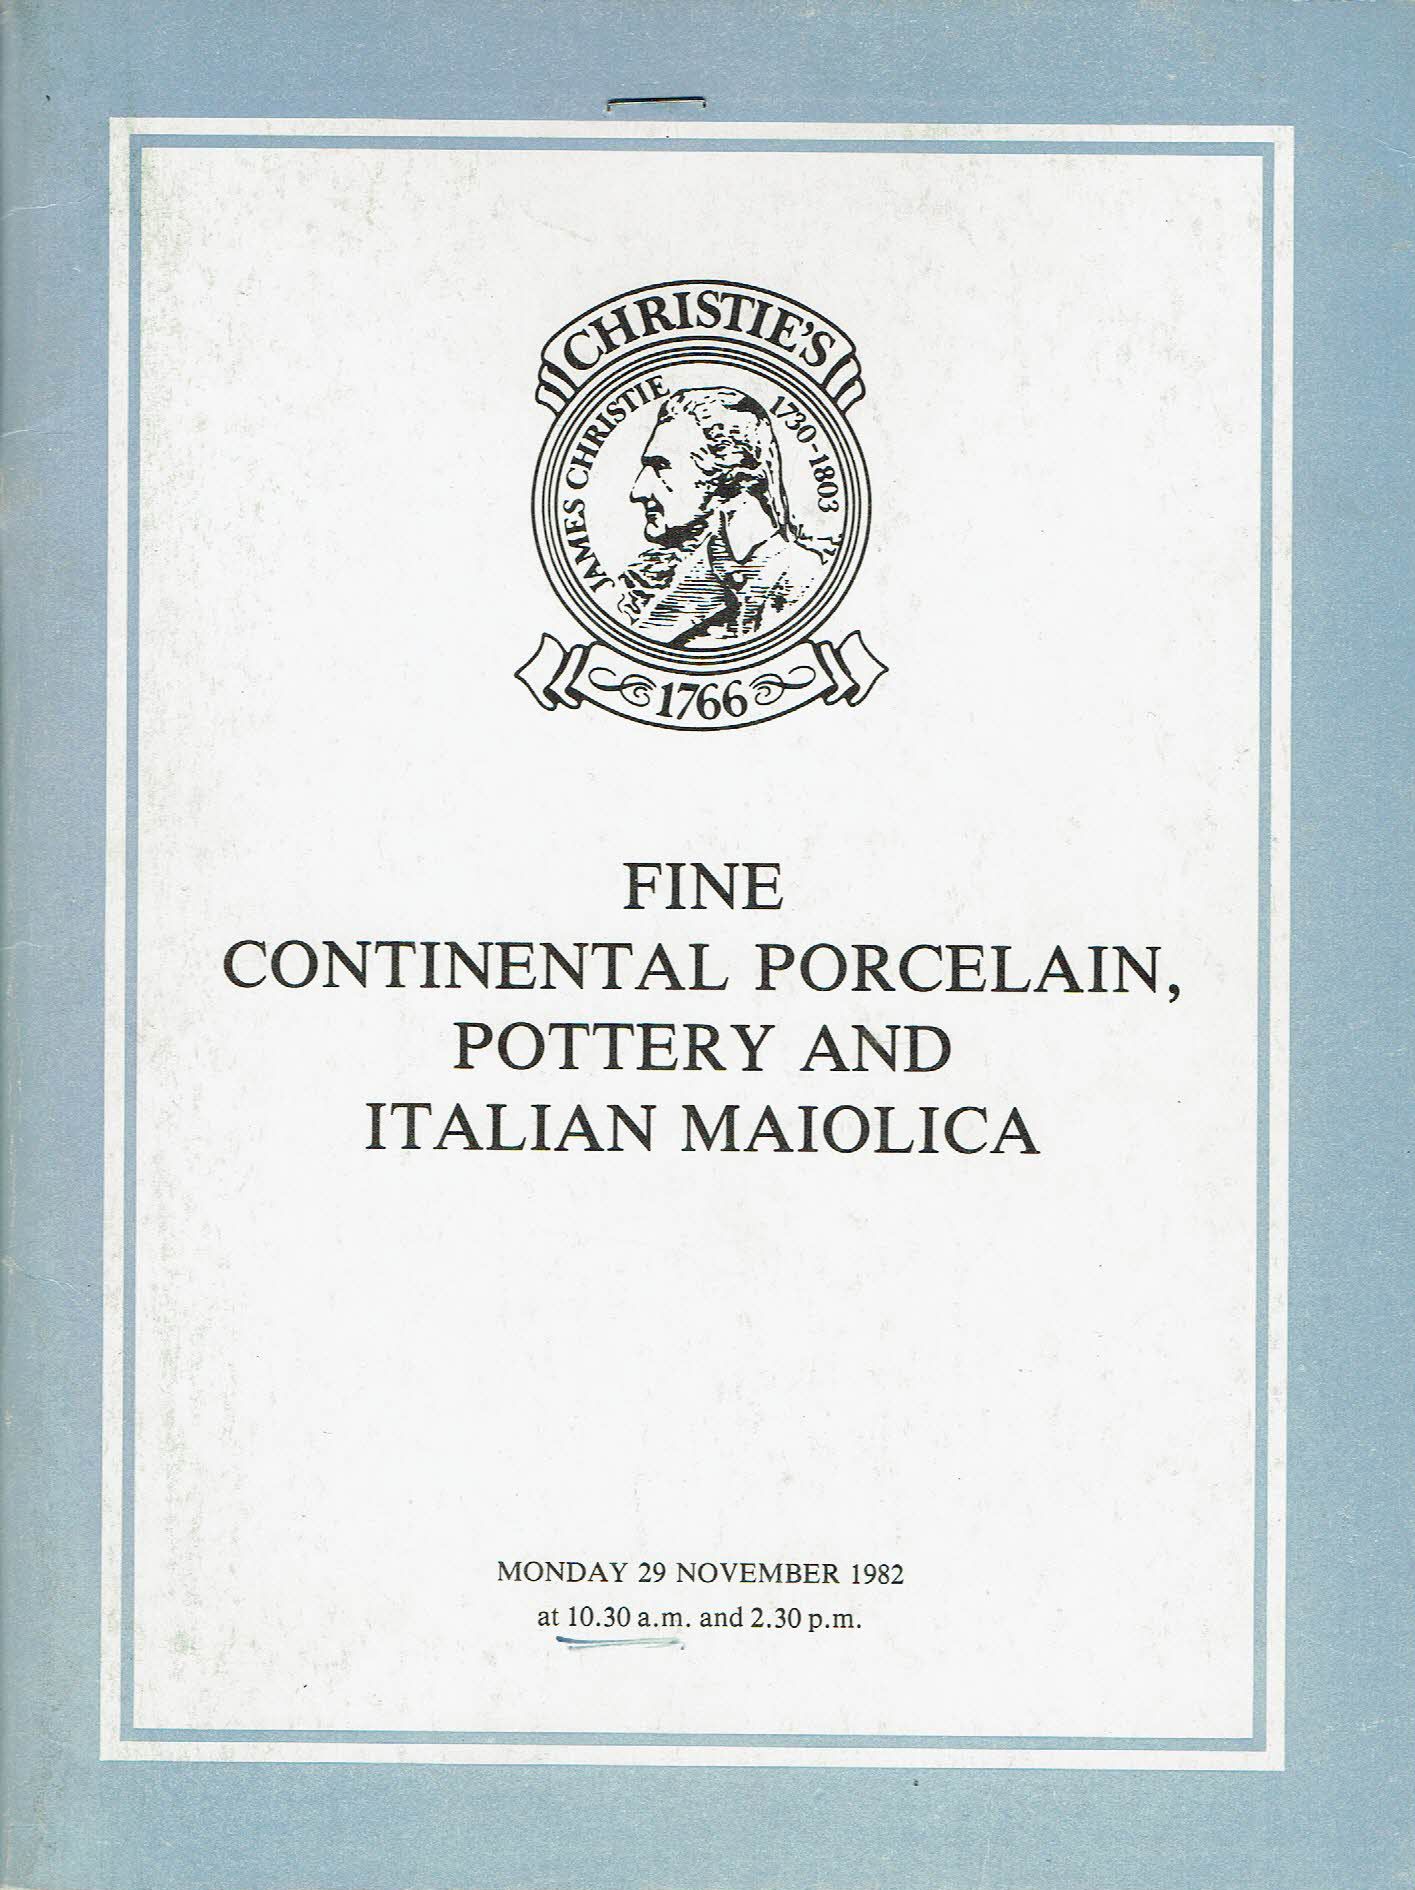 CHRISTIE'S
JAMES CHRISTIE 1730-1803
1766
FINE
CONTINENTAL PORCELAIN,
POTTERY AND
ITALIAN MAIOLICA
MONDAY 29 NOVEMBER 1982
at 10.30 a.m. and 2.30 p.m.